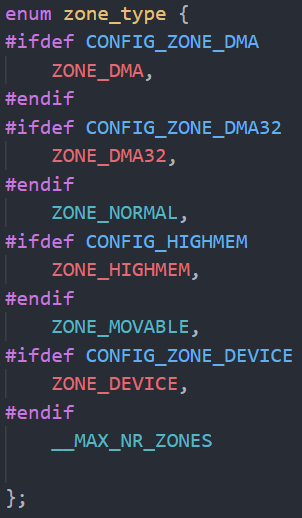 enum zone_type {
#ifdef CONFIG_ZONE_DMA
    ZONE_DMA,
#endif
#ifdef CONFIG_ZONE_DMA32
    ZONE_DMA32,
#endif
    ZONE_NORMAL,
#ifdef CONFIG_HIGHMEM
    ZONE_HIGHMEM,
#endif
    ZONE_MOVABLE,
#ifdef CONFIG_ZONE_DEVICE
    ZONE_DEVICE,
#endif
    __MAX_NR_ZONES
};